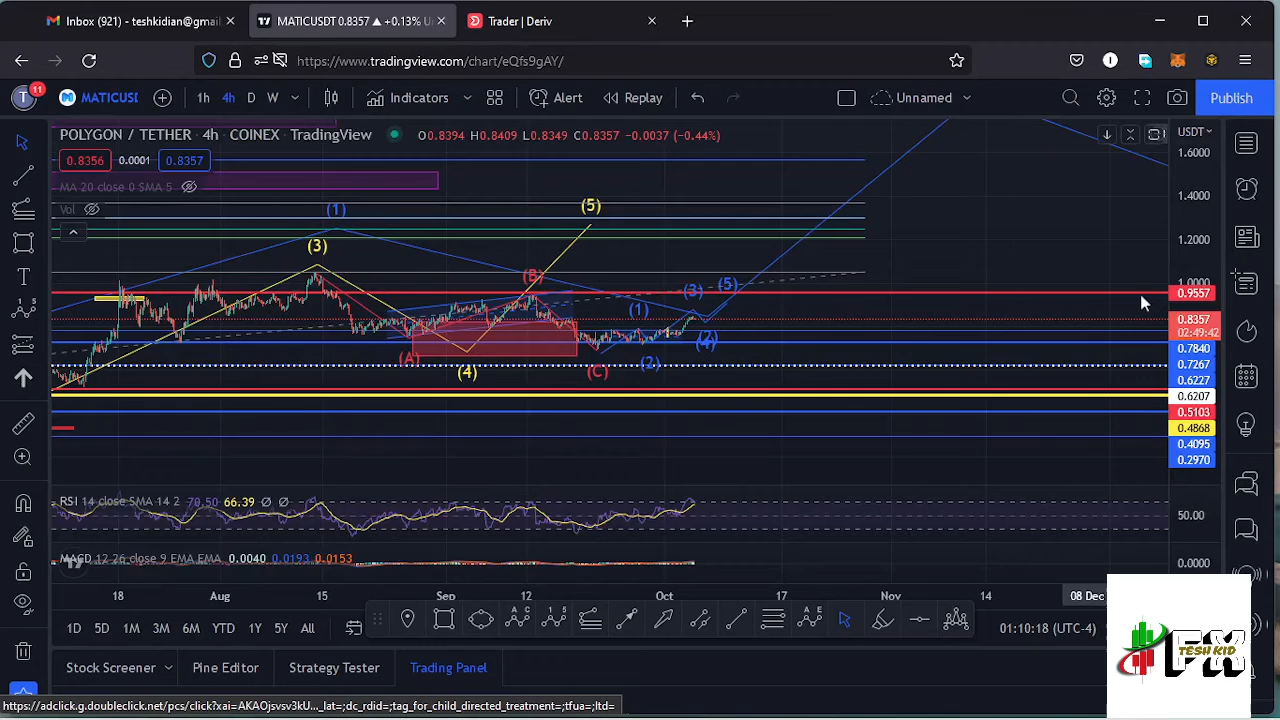 Inbox (921) - teshkidian@gmail
MATICUSDT 0.8357 ▲ +0.13% U
Trader | Deriv
https://www.tradingview.com/chart/eQfs9gAY/
T 11 MATICUSI 1h 4h D W Indicators Alert Replay Unnamed Publish
POLYGON / TETHER · 4h · COINEX · TradingView O0.8394 H0.8409 L0.8349 C0.8357 -0.0037 (-0.44%) USDT
0.8356 0.0001 0.8357
MA 20 close 0 SMA 5
Vol
1.6000
1.4000
1.2000
1.0000
0.9557
0.8357
02:49:42
0.7840
0.7267
0.6227
0.6207
0.5103
0.4868
0.4095
0.2970
(1)
(5)
(3)
(B)
(3)
(5)
(1)
(A)
(4)
(C)
(2)
(4)
RSI 14 close SMA 14 2 70.50 66.39 Ø Ø
50.00
MACD 12 26 close 9 EMA EMA 0.0040 0.0193 0.0153
0.0000
18 Aug 15 Sep 12 Oct 17 Nov 14 08 Dec
1D 5D 1M 3M 6M YTD 1Y 5Y All
01:10:18 (UTC-4)
Stock Screener Pine Editor Strategy Tester Trading Panel
FX
TESH KID
https://adclick.g.doubleclick.net/pcs/click?xai=AKAOjsvsv3kU..._lat=;dc_rdid=;tag_for_child_directed_treatment=;ua=;ltd=